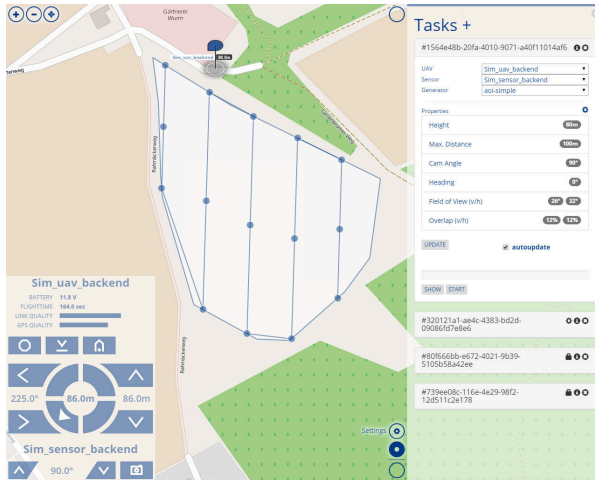 Gärtnerei
Wurm
Sim_uav_backend
Rahmäckerweg
Rahmäckerweg
Sim_uav_backend
BATTERY 11.8 V
FLIGHTTIME 164.0 sec
LINK QUALITY
GPS QUALITY
225.0° 86.0m 86.0m
Sim_sensor_backend
90.0°
Settings
Tasks +
#1564e48b-20fa-4010-9071-a40f11014af6
UAV Sim_uav_backend
Sensor Sim_sensor_backend
Generator aoi-simple
Properties
Height 80m
Max. Distance 100m
Cam Angle 90°
Heading 0°
Field of View (v/h) 26° 32°
Overlap (v/h) 12% 12%
UPDATE autoupdate
SHOW START
#320121a1-ae4c-4383-bd2d-
09086fd7e8e6
#80f666bb-e672-4021-9b39-
5105b58a42ee
#739ee08c-116e-4e29-98f2-
12d511c2e178